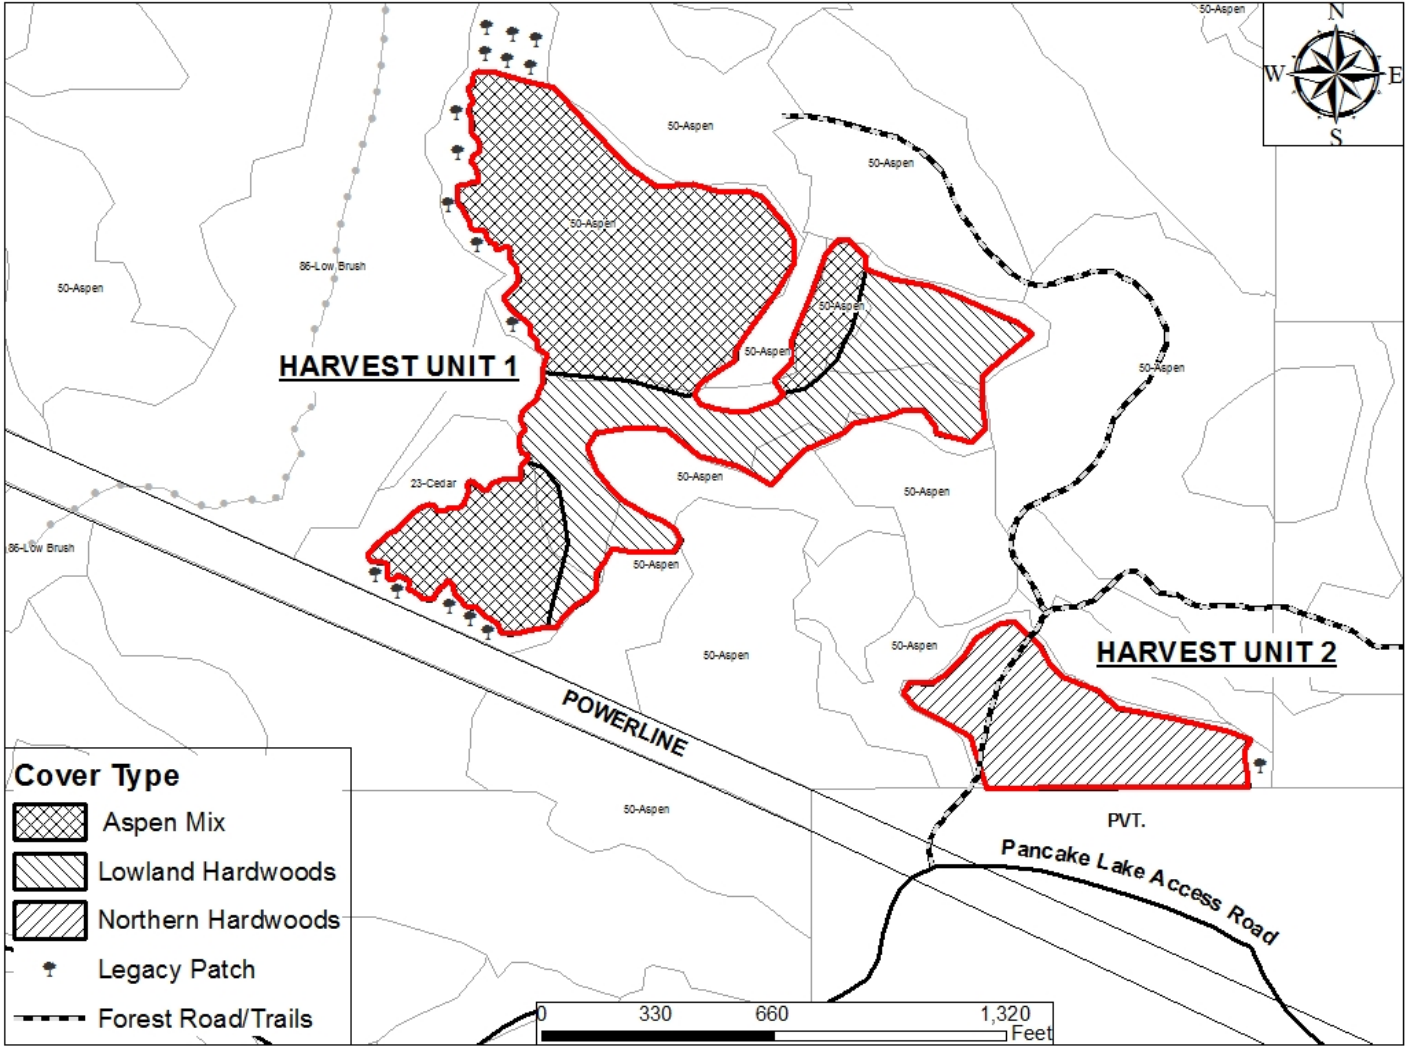 50-Aspen
N
W E
S
50-Aspen
50-Aspen
50-Aspen
86-Low Brush
50-Aspen
50-Aspen
50-Aspen
HARVEST UNIT 1
50-Aspen
23-Cedar
50-Aspen
50-Aspen
86-Low Brush
50-Aspen
50-Aspen
50-Aspen
HARVEST UNIT 2
POWERLINE
50-Aspen
PVT.
Pancake Lake Access Road
Cover Type
Aspen Mix
Lowland Hardwoods
Northern Hardwoods
Legacy Patch
Forest Road/Trails
0 330 660 1,320
Feet